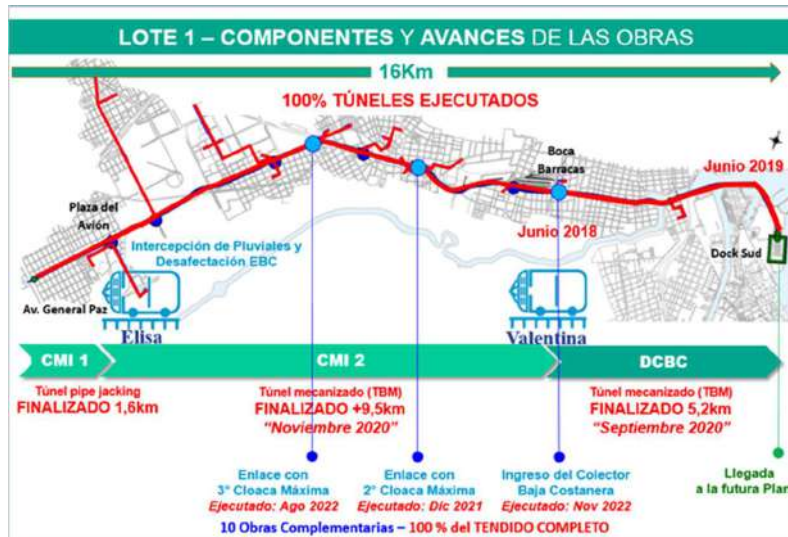 LOTE 1 – COMPONENTES Y AVANCES DE LAS OBRAS
16Km
100% TÚNELES EJECUTADOS
Boca
Barracas
Junio 2019
Plaza del
Avión
Junio 2018
Intercepción de Pluviales y
Desafectación EBC
Dock Sud
Av. General Paz
Elisa
Valentina
CMI 1
CMI 2
DCBC
Túnel pipe jacking
FINALIZADO 1,6km
Túnel mecanizado (TBM)
FINALIZADO +9,5km
“Noviembre 2020”
Túnel mecanizado (TBM)
FINALIZADO 5,2km
“Septiembre 2020”
Enlace con
3° Cloaca Máxima
Ejecutado: Ago 2022
Enlace con
2° Cloaca Máxima
Ejecutado: Dic 2021
Ingreso del Colector
Baja Costanera
Ejecutado: Nov 2022
Llegada
a la futura Plan
10 Obras Complementarias – 100 % del TENDIDO COMPLETO